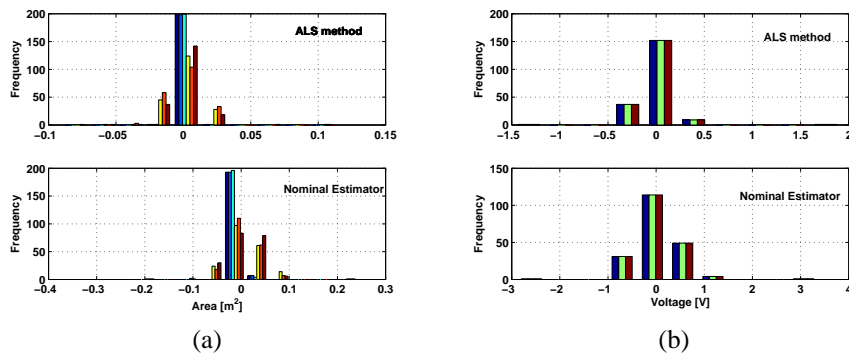 ALS method
Frequency
200
150
100
50
0
−0.1 −0.05 0 0.05 0.1 0.15
Nominal Estimator
Frequency
200
150
100
50
0
−0.4 −0.3 −0.2 −0.1 0 0.1 0.2 0.3
Area [m²]
(a)
ALS method
Frequency
200
150
100
50
0
−1.5 −1 −0.5 0 0.5 1 1.5 2
Nominal Estimator
Frequency
150
100
50
0
−3 −2 −1 0 1 2 3 4
Voltage [V]
(b)